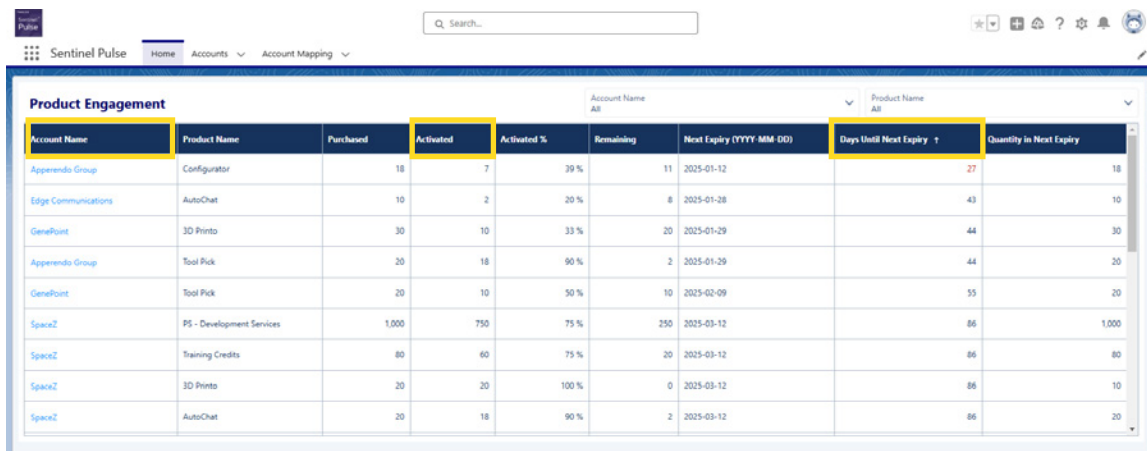 Sentinel
Pulse
Search...
Sentinel Pulse Home Accounts Account Mapping
Product Engagement
Account Name
All
Product Name
All
Account Name Product Name Purchased Activated Activated % Remaining Next Expiry (YYYY-MM-DD) Days Until Next Expiry ↑ Quantity in Next Expiry
Apperendo Group Configurator 18 7 39 % 11 2025-01-12 27 18
Edge Communications AutoChat 10 2 20 % 8 2025-01-28 43 10
GenePoint 3D Printo 30 10 33 % 20 2025-01-29 44 30
Apperendo Group Tool Pick 20 18 90 % 2 2025-01-29 44 20
GenePoint Tool Pick 20 10 50 % 10 2025-02-09 55 20
SpaceZ PS - Development Services 1,000 750 75 % 250 2025-03-12 86 1,000
SpaceZ Training Credits 80 60 75 % 20 2025-03-12 86 80
SpaceZ 3D Printo 20 20 100 % 0 2025-03-12 86 10
SpaceZ AutoChat 20 18 90 % 2 2025-03-12 86 20